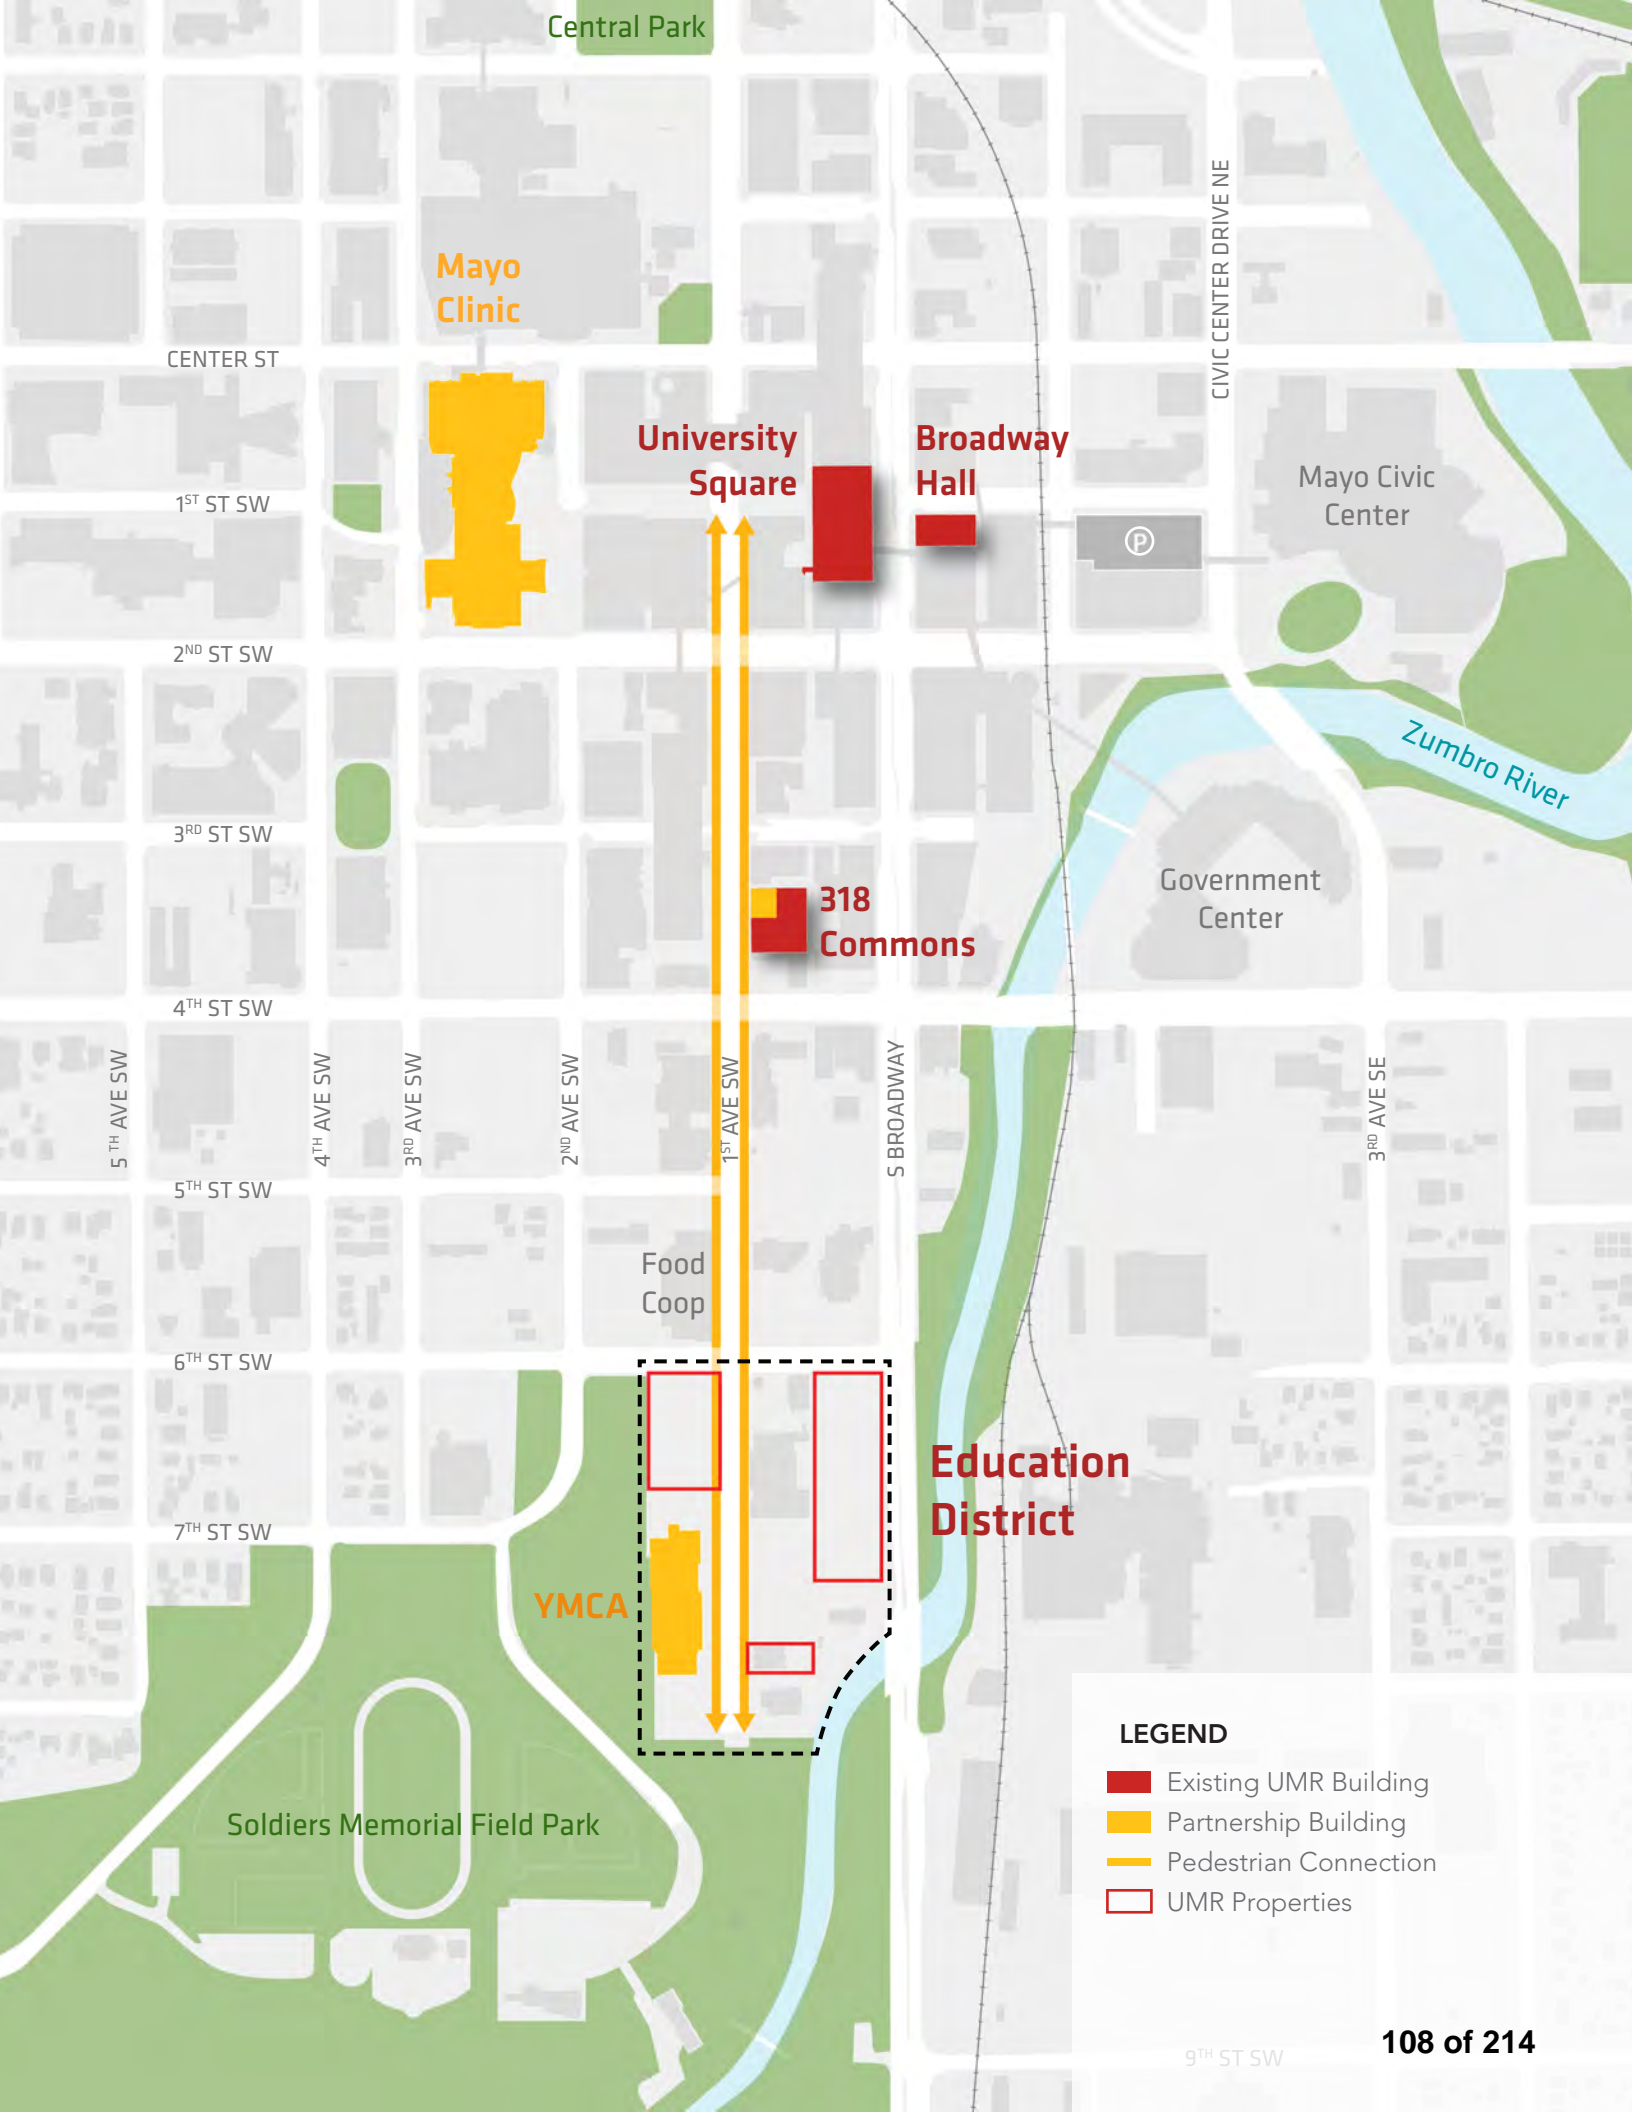 Central Park
CIVIC CENTER DRIVE NE
Mayo
Clinic
CENTER ST
University
Square
Broadway
Hall
Mayo Civic
Center
1ST ST SW
P
2ND ST SW
Zumbro River
3RD ST SW
318
Commons
Government
Center
4TH ST SW
5TH AVE SW
4TH AVE SW
3RD AVE SW
2ND AVE SW
1ST AVE SW
S BROADWAY
3RD AVE SE
5TH ST SW
Food
Coop
6TH ST SW
Education
District
7TH ST SW
YMCA
Soldiers Memorial Field Park
LEGEND
Existing UMR Building
Partnership Building
Pedestrian Connection
UMR Properties
108 of 214
9TH ST SW